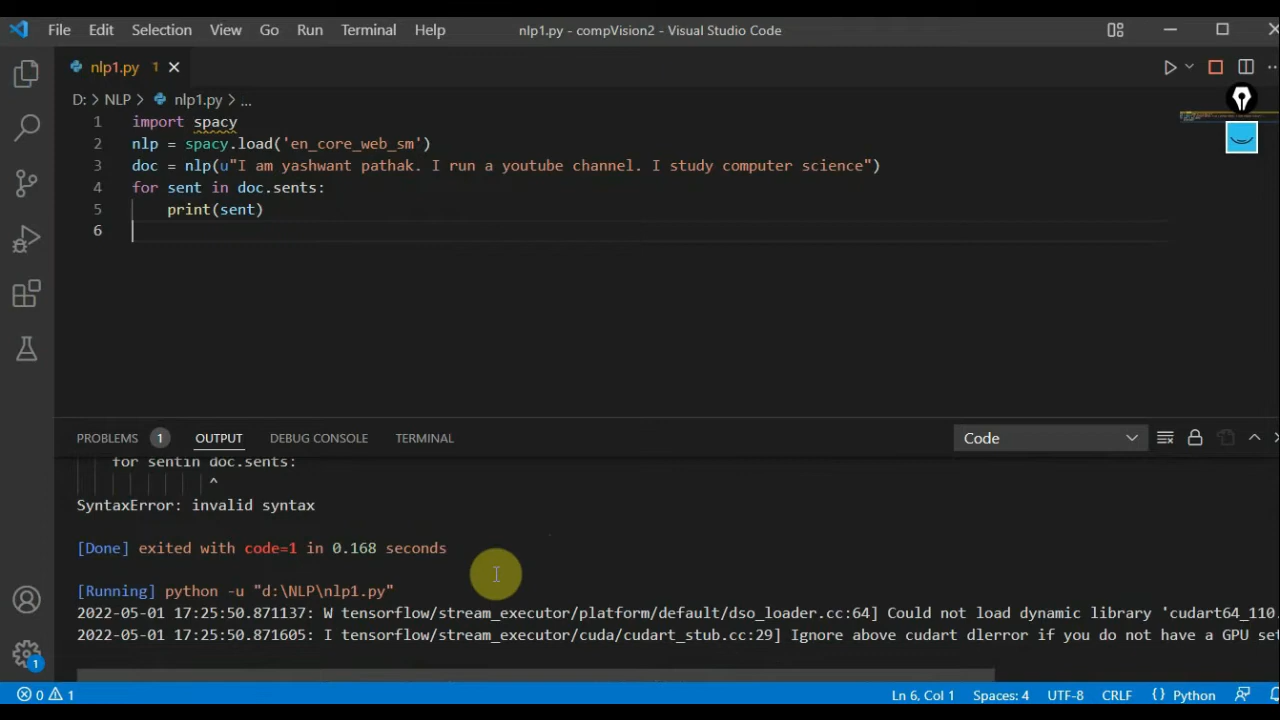 File Edit Selection View Go Run Terminal Help nlp1.py - compVision2 - Visual Studio Code
nlp1.py 1
D: > NLP > nlp1.py > ...
1 import spacy
2 nlp = spacy.load('en_core_web_sm')
3 doc = nlp(u"I am yashwant pathak. I run a youtube channel. I study computer science")
4 for sent in doc.sents:
5 print(sent)
6
PROBLEMS 1 OUTPUT DEBUG CONSOLE TERMINAL Code
for sentin doc.sents:
^
SyntaxError: invalid syntax
[Done] exited with code=1 in 0.168 seconds
[Running] python -u "d:\NLP\nlp1.py"
2022-05-01 17:25:50.871137: W tensorflow/stream_executor/platform/default/dso_loader.cc:64] Could not load dynamic library 'cudart64_110
2022-05-01 17:25:50.871605: I tensorflow/stream_executor/cuda/cudart_stub.cc:29] Ignore above cudart dlerror if you do not have a GPU set
1
0 1 Ln 6, Col 1 Spaces: 4 UTF-8 CRLF Python